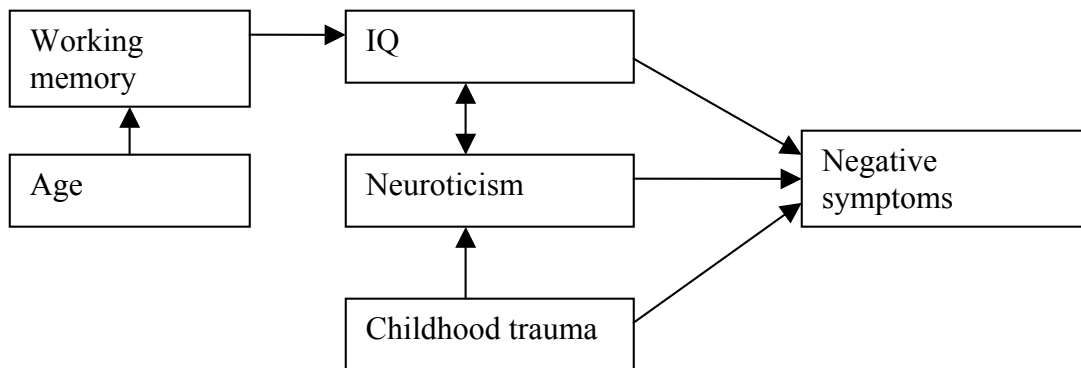 Working
memory
IQ
Age
Neuroticism
Negative
symptoms
Childhood trauma